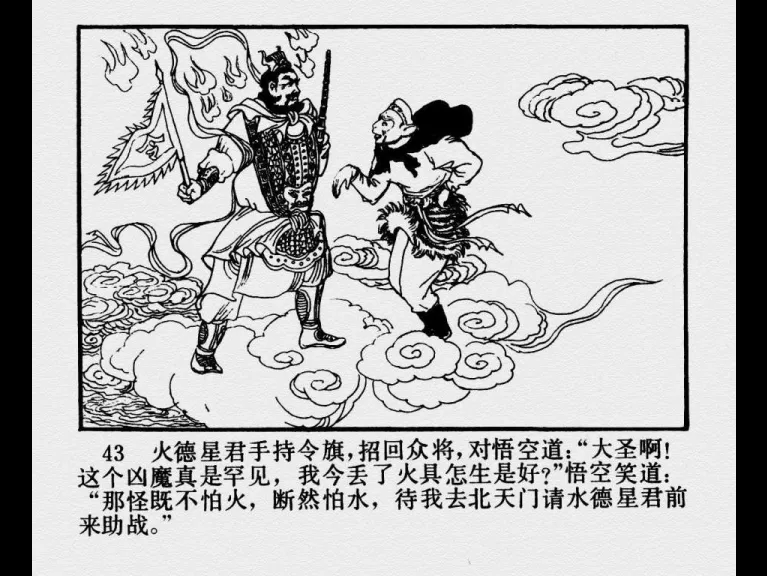 43 火德星君手持令旗，招回众将，对悟空道：“大圣啊！
这个凶魔真是罕见，我今丢了火具怎生是好？”悟空笑道：
“那怪既不怕火，断然怕水，待我去北天门请水德星君前
来助战。”